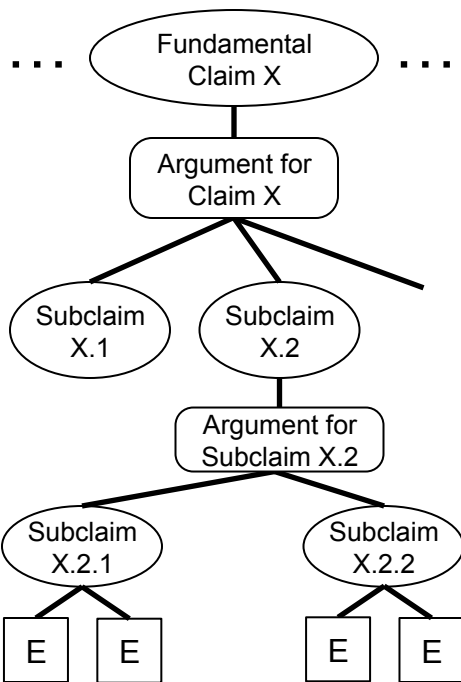 Fundamental
... Claim X ...
Argument for
Claim X
Subclaim
X.1
Subclaim
X.2
Argument for
Subclaim X.2
Subclaim
X.2.1
Subclaim
X.2.2
E E E E